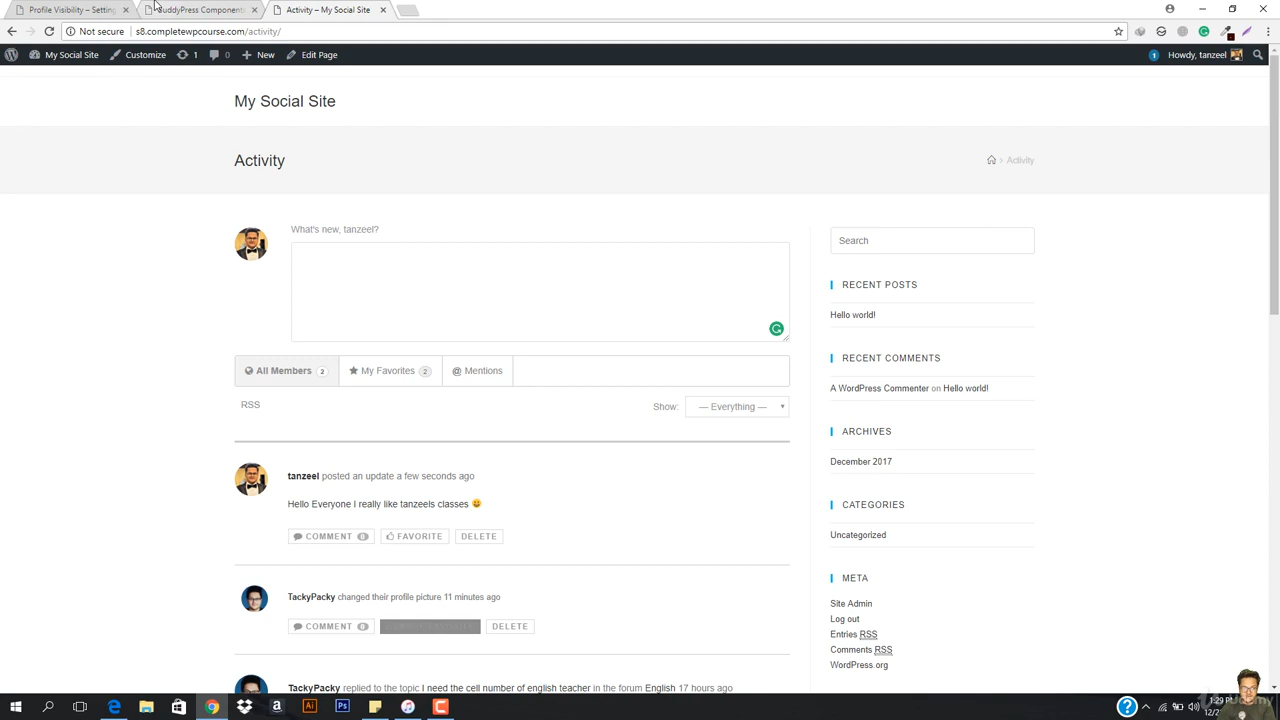 Profile Visibility – Setting
BuddyPress Component
Activity – My Social Site
Not secure
s8.completewpcourse.com/activity/
My Social Site
Customize
1
0
New
Edit Page
1
Howdy, tanzeel
My Social Site
Activity
Activity
What's new, tanzeel?
Search
RECENT POSTS
Hello world!
All Members 2
My Favorites 2
@ Mentions
RECENT COMMENTS
A WordPress Commenter on Hello world!
RSS
Show:
— Everything —
ARCHIVES
December 2017
tanzeel posted an update a few seconds ago
Hello Everyone I really like tanzeels classes 😀
CATEGORIES
COMMENT 0
FAVORITE
DELETE
Uncategorized
META
TackyPacky changed their profile picture 11 minutes ago
Site Admin
COMMENT 0
DELETE
Log out
Entries RSS
Comments RSS
WordPress.org
TackyPacky replied to the topic I need the cell number of english teacher in the forum English 17 hours ago
1:29 PM